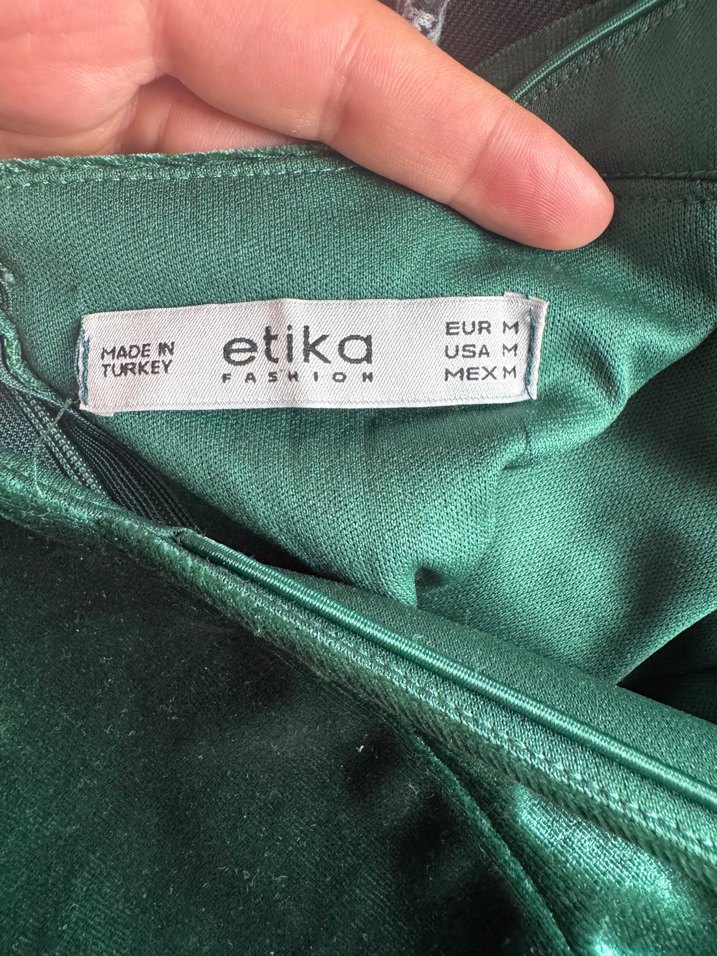 MADE IN
TURKEY
etika
FASHION
EUR M
USA M
MEX M